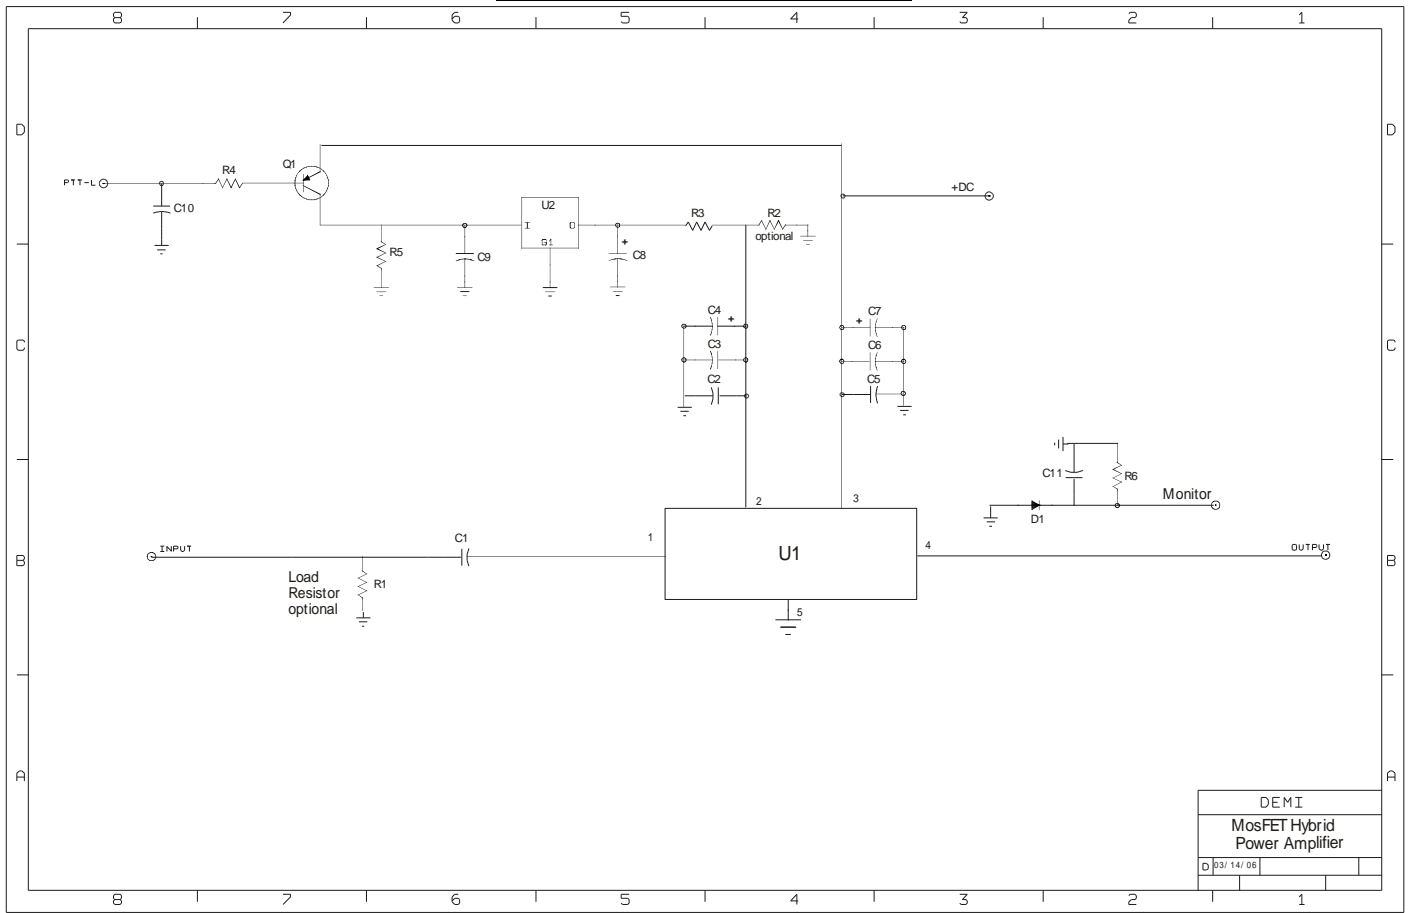 8 7 6 5 4 3 2 1
D D
Q1
R4
PTT-L
C10
+DC
U2
I O
G1
R3
R2
optional
R5
C9
+
C8
C4
+
C7
+
C C
C3
C6
C2
C5
C11
R6
Monitor
D1
2
3
INPUT
C1
1
U1
4
OUTPUT
B B
Load
Resistor
optional
R1
5
A A
DEMI
MosFET Hybrid
Power Amplifier
D 03/ 14/ 06
8 7 6 5 4 3 2 1